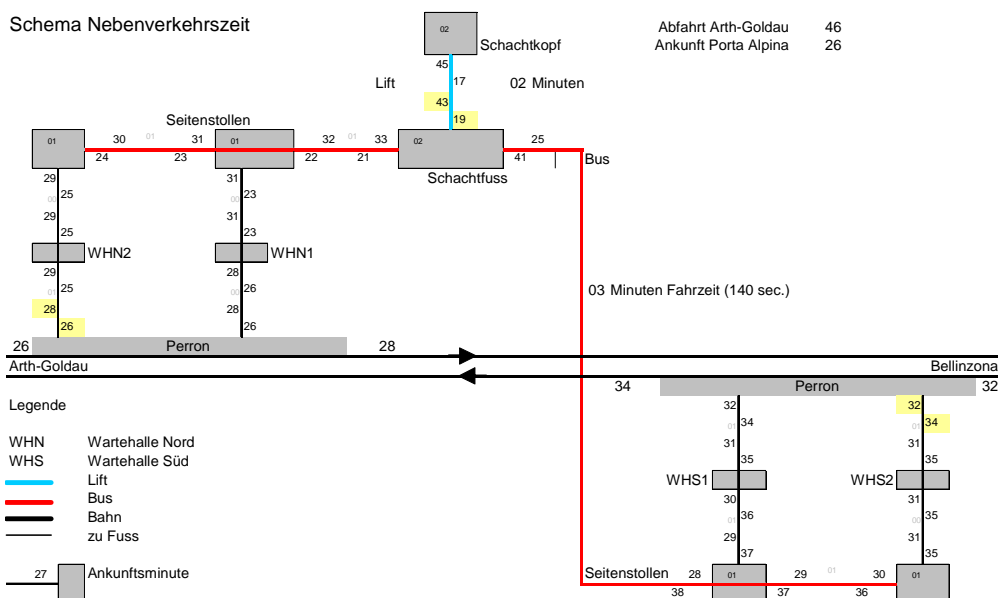 Schema Nebenverkehrszeit
Abfahrt Arth-Goldau 46
Ankunft Porta Alpina 26
02
Schachtkopf
45
17
Lift
02 Minuten
43
19
Seitenstollen
01
30
01
31
01
32
01
33
02
25
24
23
22
21
41
Bus
Schachtfuss
29
25
31
23
00
29
31
25
23
WHN2
WHN1
29
28
25
26
01
00
28
28
26
26
03 Minuten Fahrzeit (140 sec.)
26
Perron
28
Arth-Goldau
Bellinzona
34
Perron
32
Legende
32
34
32
34
01
01
31
31
35
35
WHN Wartehalle Nord
WHS Wartehalle Süd
Lift
Bus
Bahn
zu Fuss
WHS1
WHS2
30
31
36
35
01
00
29
31
37
35
27
Ankunftsminute
Seitenstollen
28
01
29
01
30
01
38
37
36